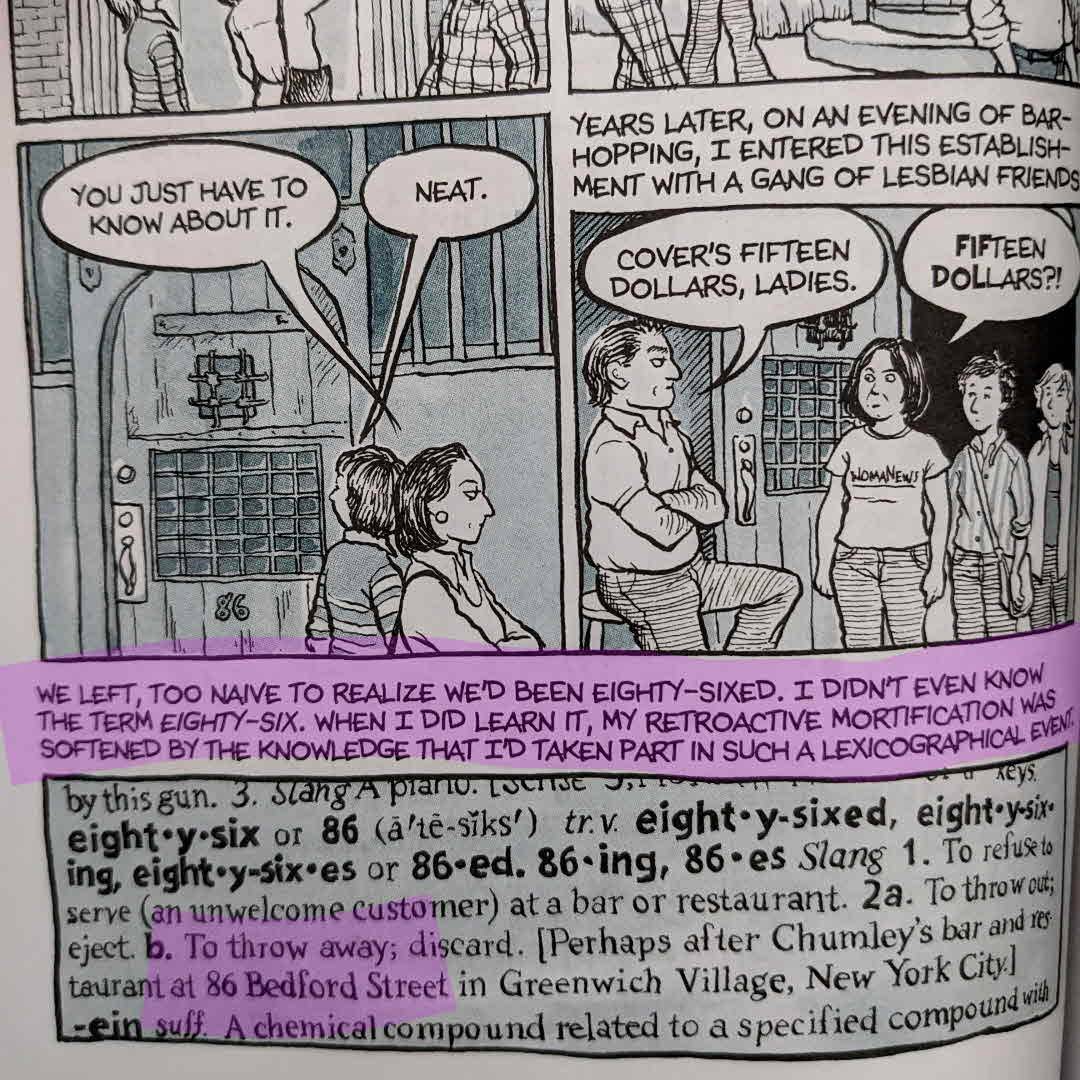 YOU JUST HAVE TO
KNOW ABOUT IT.
NEAT.
86
YEARS LATER, ON AN EVENING OF BAR-
HOPPING, I ENTERED THIS ESTABLISH-
MENT WITH A GANG OF LESBIAN FRIENDS
COVER'S FIFTEEN
DOLLARS, LADIES.
FIFTEEN
DOLLARS?!
WOMANEWS
WE LEFT, TOO NAIVE TO REALIZE WE'D BEEN EIGHTY-SIXED. I DIDN'T EVEN KNOW
THE TERM EIGHTY-SIX. WHEN I DID LEARN IT, MY RETROACTIVE MORTIFICATION WAS
SOFTENED BY THE KNOWLEDGE THAT I'D TAKEN PART IN SUCH A LEXICOGRAPHICAL EVENT.
by this gun. 3. Slang A piano. keys.
eight•y•six or 86 (ā′tē-sĭks′) tr.v. eight•y-sixed, eight•y-six•
ing, eight•y-six•es or 86•ed. 86•ing, 86•es Slang 1. To refuse to
serve (an unwelcome customer) at a bar or restaurant. 2a. To throw out;
eject. b. To throw away; discard. [Perhaps after Chumley's bar and res-
taurant at 86 Bedford Street in Greenwich Village, New York City.]
-ein suff. A chemical compound related to a specified compound with